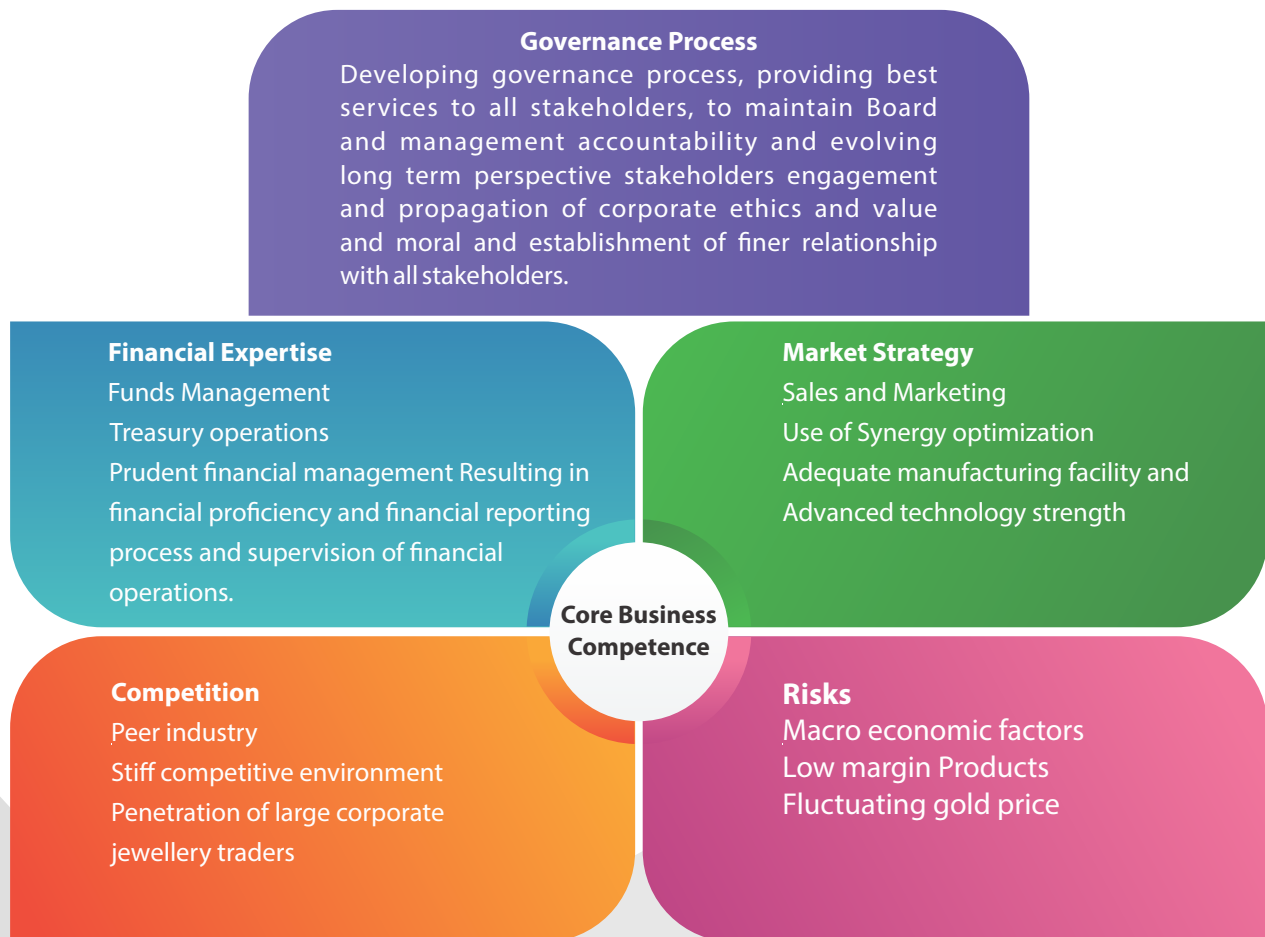 Governance Process
Developing governance process, providing best
services to all stakeholders, to maintain Board
and management accountability and evolving
long term perspective stakeholders engagement
and propagation of corporate ethics and value
and moral and establishment of finer relationship
with all stakeholders.
Financial Expertise
Funds Management
Treasury operations
Prudent financial management Resulting in
financial proficiency and financial reporting
process and supervision of financial
operations.
Market Strategy
Sales and Marketing
Use of Synergy optimization
Adequate manufacturing facility and
Advanced technology strength
Core Business
Competence
Competition
Peer industry
Stiff competitive environment
Penetration of large corporate
jewellery traders
Risks
Macro economic factors
Low margin Products
Fluctuating gold price